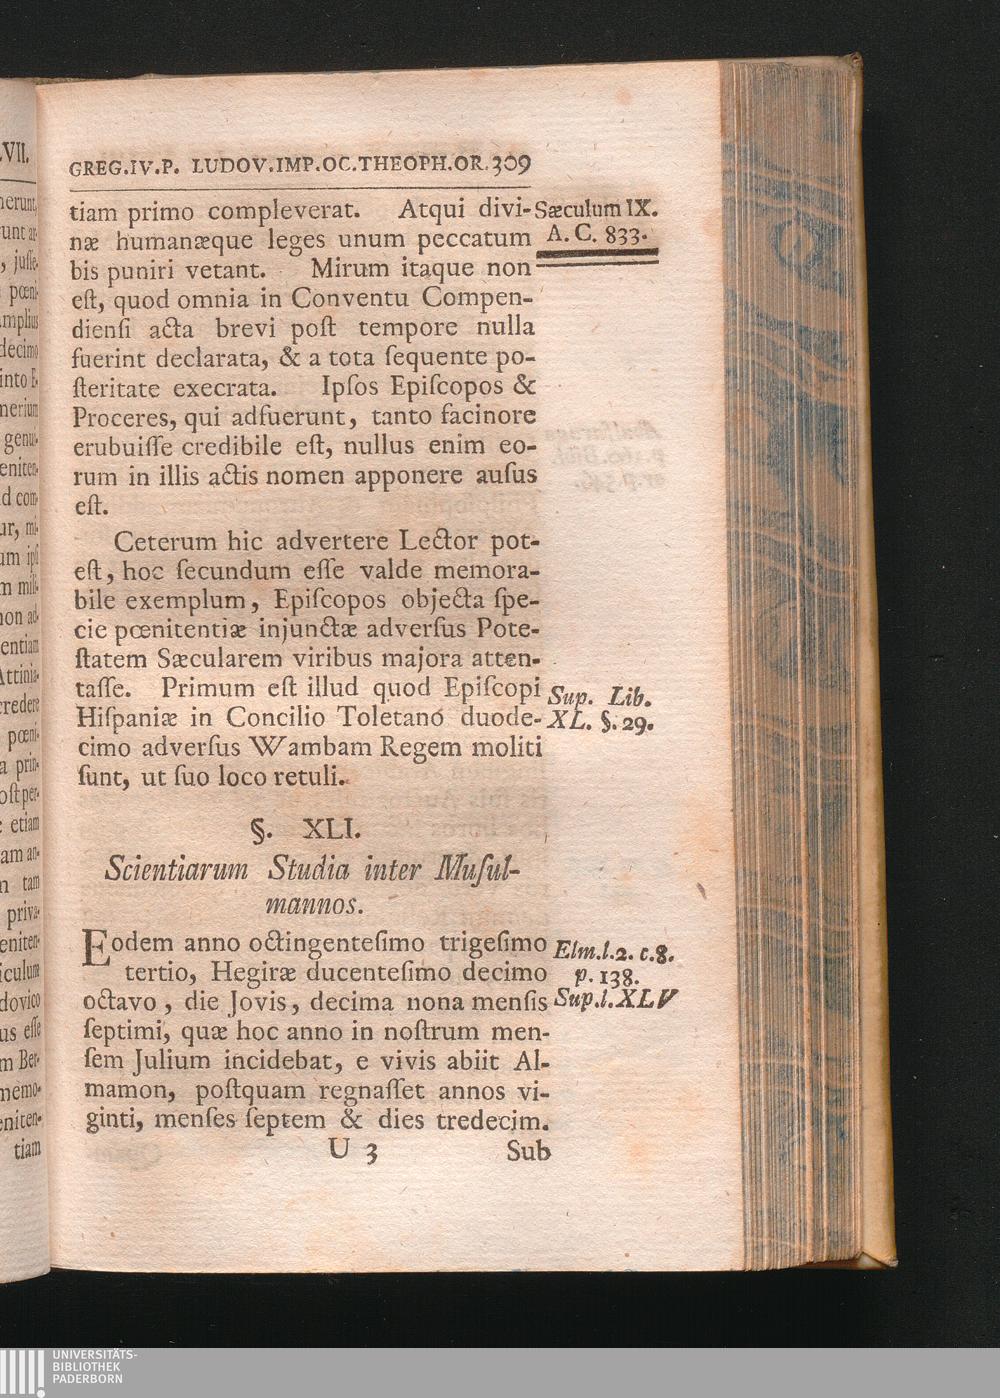 GREG.IV.P. LUDOV.IMP.OC.THEOPH.OR.309
tiam primo compleverat. Atqui divi-
næ humanæque leges unum peccatum
bis puniri vetant. Mirum itaque non
eſt, quod omnia in Conventu Compen-
dienſi acta brevi poſt tempore nulla
fuerint declarata, & a tota ſequente po-
ſteritate execrata. Ipſos Epiſcopos &
Proceres, qui adfuerunt, tanto facinore
erubuiſſe credibile eſt, nullus enim eo-
rum in illis actis nomen apponere auſus
eſt.
Sæculum IX.
A. C. 833.
Ceterum hic advertere Lector pot-
eſt, hoc ſecundum eſſe valde memora-
bile exemplum, Epiſcopos objecta ſpe-
cie pœnitentiæ injunctæ adverſus Pote-
ſtatem Sæcularem viribus majora atten-
taſſe. Primum eſt illud quod Epiſcopi
Hiſpaniæ in Concilio Toletano duode-
cimo adverſus Wambam Regem moliti
ſunt, ut ſuo loco retuli.
Sup. Lib.
XL. §. 29.
§. XLI.
Scientiarum Studia inter Muſul-
mannos.
Eodem anno octingenteſimo trigeſimo
tertio, Hegiræ ducenteſimo decimo
octavo, die Jovis, decima nona menſis
ſeptimi, quæ hoc anno in noſtrum men-
ſem Julium incidebat, e vivis abiit Al-
mamon, poſtquam regnaſſet annos vi-
ginti, menſes ſeptem & dies tredecim.
Elm.l.2. c.8.
p. 138.
Sup.l.XLV
U 3 Sub
VII.
tiam
UNIVERSITÄTS-
BIBLIOTHEK
PADERBORN